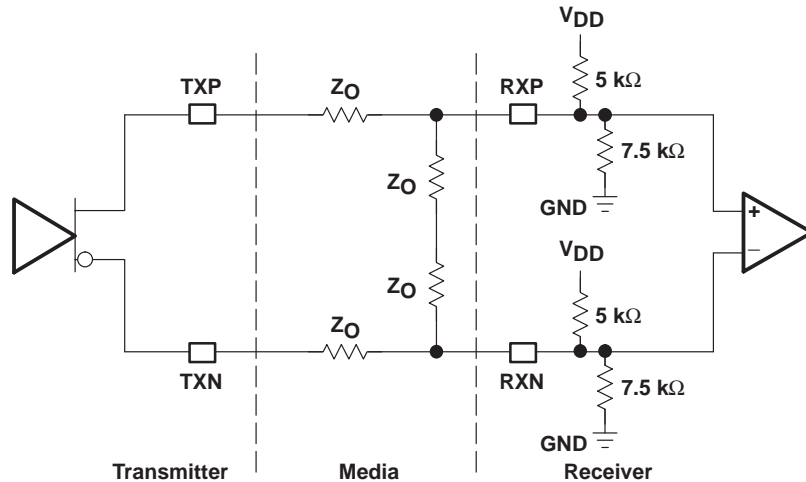 VDD
TXP
ZO
RXP
5 kΩ
7.5 kΩ
ZO
GND
+
VDD
−
ZO
ZO
5 kΩ
TXN
RXN
7.5 kΩ
GND
Transmitter
Media
Receiver